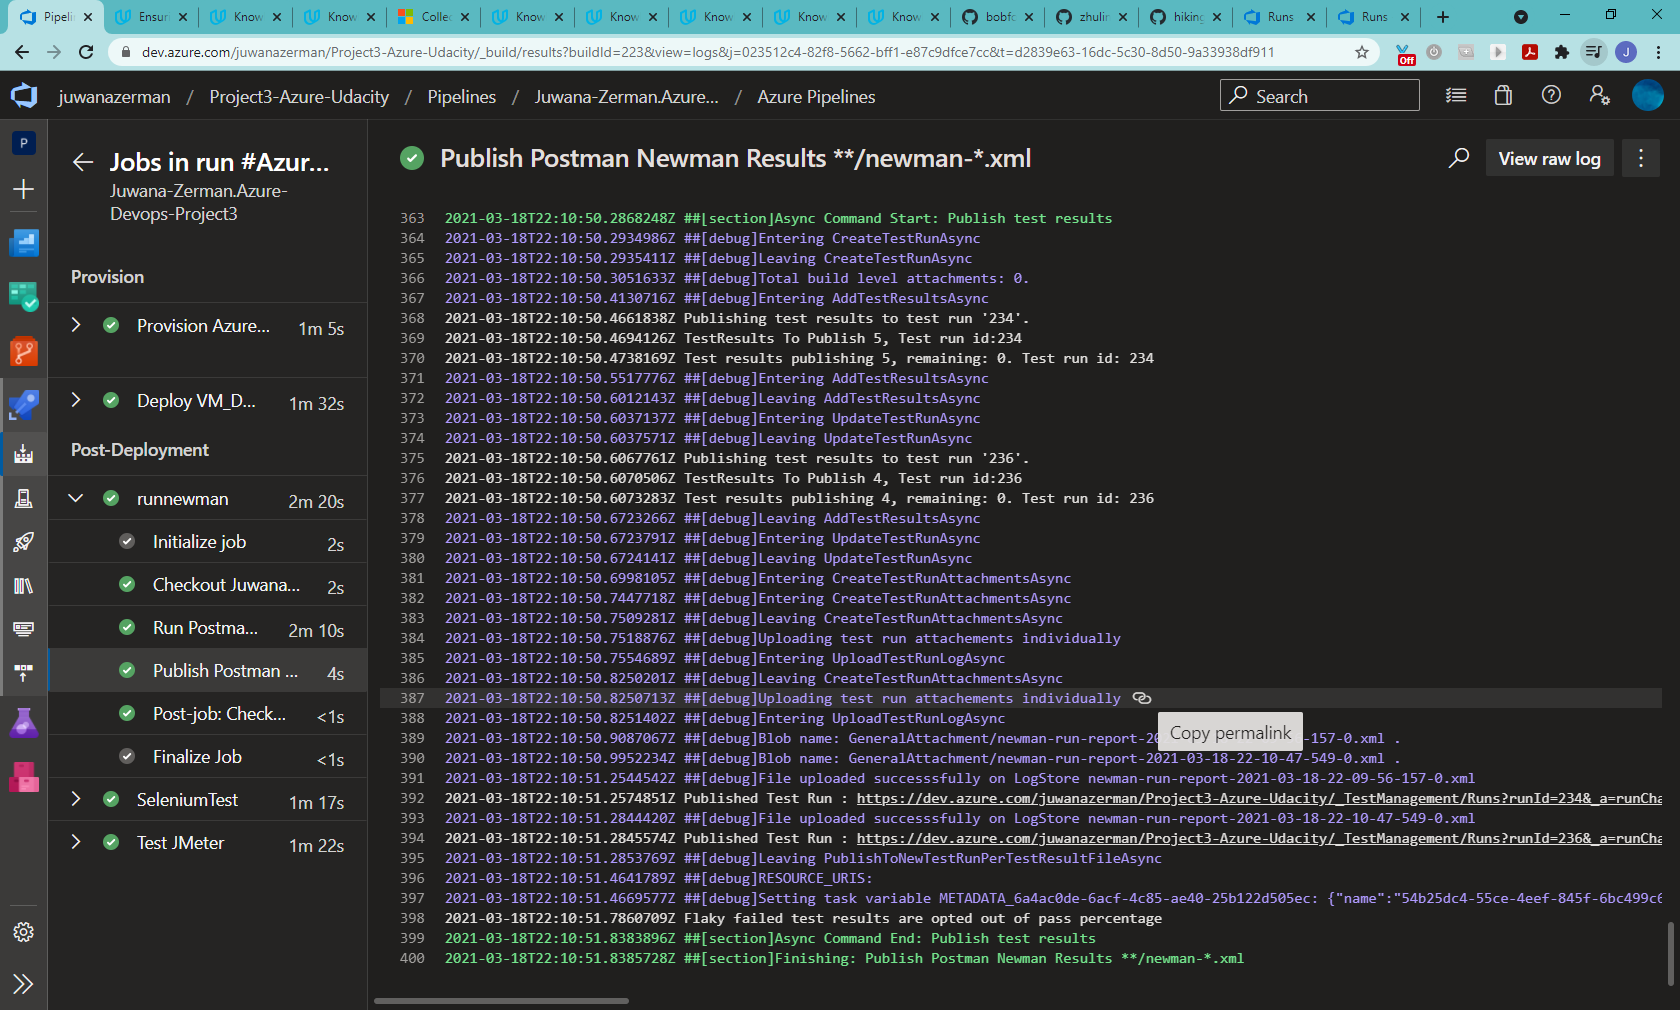 Pipeli
Ensuri
Know
Know
Collec
Know
Know
Know
Know
Know
bobfo
zhulin
hiking
Runs
Runs
dev.azure.com/juwanazerman/Project3-Azure-Udacity/_build/results?buildId=223&view=logs&j=023512c4-82f8-5662-bff1-e87c9dfce7cc&t=d2839e63-16dc-5c30-8d50-9a33938df911
Off
J
juwanazerman / Project3-Azure-Udacity / Pipelines / Juwana-Zerman.Azure... / Azure Pipelines
Search
P
Jobs in run #Azur...
Juwana-Zerman.Azure-
Devops-Project3
Provision
Provision Azure... 1m 5s
Deploy VM_D... 1m 32s
Post-Deployment
runnewman 2m 20s
Initialize job 2s
Checkout Juwana... 2s
Run Postma... 2m 10s
Publish Postman ... 4s
Post-job: Check... <1s
Finalize Job <1s
SeleniumTest 1m 17s
Test JMeter 1m 22s
Publish Postman Newman Results **/newman-*.xml
View raw log
363 2021-03-18T22:10:50.2868248Z ##[section]Async Command Start: Publish test results
364 2021-03-18T22:10:50.2934986Z ##[debug]Entering CreateTestRunAsync
365 2021-03-18T22:10:50.2935411Z ##[debug]Leaving CreateTestRunAsync
366 2021-03-18T22:10:50.3051633Z ##[debug]Total build level attachments: 0.
367 2021-03-18T22:10:50.4130716Z ##[debug]Entering AddTestResultsAsync
368 2021-03-18T22:10:50.4661838Z Publishing test results to test run '234'.
369 2021-03-18T22:10:50.4694126Z TestResults To Publish 5, Test run id:234
370 2021-03-18T22:10:50.4738169Z Test results publishing 5, remaining: 0. Test run id: 234
371 2021-03-18T22:10:50.5517776Z ##[debug]Entering AddTestResultsAsync
372 2021-03-18T22:10:50.6012143Z ##[debug]Leaving AddTestResultsAsync
373 2021-03-18T22:10:50.6037137Z ##[debug]Entering UpdateTestRunAsync
374 2021-03-18T22:10:50.6037571Z ##[debug]Leaving UpdateTestRunAsync
375 2021-03-18T22:10:50.6067761Z Publishing test results to test run '236'.
376 2021-03-18T22:10:50.6070506Z TestResults To Publish 4, Test run id:236
377 2021-03-18T22:10:50.6073283Z Test results publishing 4, remaining: 0. Test run id: 236
378 2021-03-18T22:10:50.6723266Z ##[debug]Leaving AddTestResultsAsync
379 2021-03-18T22:10:50.6723791Z ##[debug]Entering UpdateTestRunAsync
380 2021-03-18T22:10:50.6724141Z ##[debug]Leaving UpdateTestRunAsync
381 2021-03-18T22:10:50.6998105Z ##[debug]Entering CreateTestRunAttachmentsAsync
382 2021-03-18T22:10:50.7447718Z ##[debug]Entering CreateTestRunAttachmentsAsync
383 2021-03-18T22:10:50.7509281Z ##[debug]Leaving CreateTestRunAttachmentsAsync
384 2021-03-18T22:10:50.7518876Z ##[debug]Uploading test run attachements individually
385 2021-03-18T22:10:50.7554689Z ##[debug]Entering UploadTestRunLogAsync
386 2021-03-18T22:10:50.8250201Z ##[debug]Leaving CreateTestRunAttachmentsAsync
387 2021-03-18T22:10:50.8250713Z ##[debug]Uploading test run attachements individually
388 2021-03-18T22:10:50.8251402Z ##[debug]Entering UploadTestRunLogAsync
Copy permalink
389 2021-03-18T22:10:50.9087067Z ##[debug]Blob name: GeneralAttachment/newman-run-report-20 -157-0.xml .
390 2021-03-18T22:10:50.9952234Z ##[debug]Blob name: GeneralAttachment/newman-run-report-2021-03-18-22-10-47-549-0.xml .
391 2021-03-18T22:10:51.2544542Z ##[debug]File uploaded successsfully on LogStore newman-run-report-2021-03-18-22-09-56-157-0.xml
392 2021-03-18T22:10:51.2574851Z Published Test Run : https://dev.azure.com/juwanazerman/Project3-Azure-Udacity/_TestManagement/Runs?runId=234&_a=runCha
393 2021-03-18T22:10:51.2844420Z ##[debug]File uploaded successsfully on LogStore newman-run-report-2021-03-18-22-10-47-549-0.xml
394 2021-03-18T22:10:51.2845574Z Published Test Run : https://dev.azure.com/juwanazerman/Project3-Azure-Udacity/_TestManagement/Runs?runId=236&_a=runCha
395 2021-03-18T22:10:51.2853769Z ##[debug]Leaving PublishToNewTestRunPerTestResultFileAsync
396 2021-03-18T22:10:51.4641789Z ##[debug]RESOURCE_URIS:
397 2021-03-18T22:10:51.4669577Z ##[debug]Setting task variable METADATA_6a4ac0de-6acf-4c85-ae40-25b122d505ec: {"name":"54b25dc4-55ce-4eef-845f-6bc499c6
398 2021-03-18T22:10:51.7860709Z Flaky failed test results are opted out of pass percentage
399 2021-03-18T22:10:51.8383896Z ##[section]Async Command End: Publish test results
400 2021-03-18T22:10:51.8385728Z ##[section]Finishing: Publish Postman Newman Results **/newman-*.xml